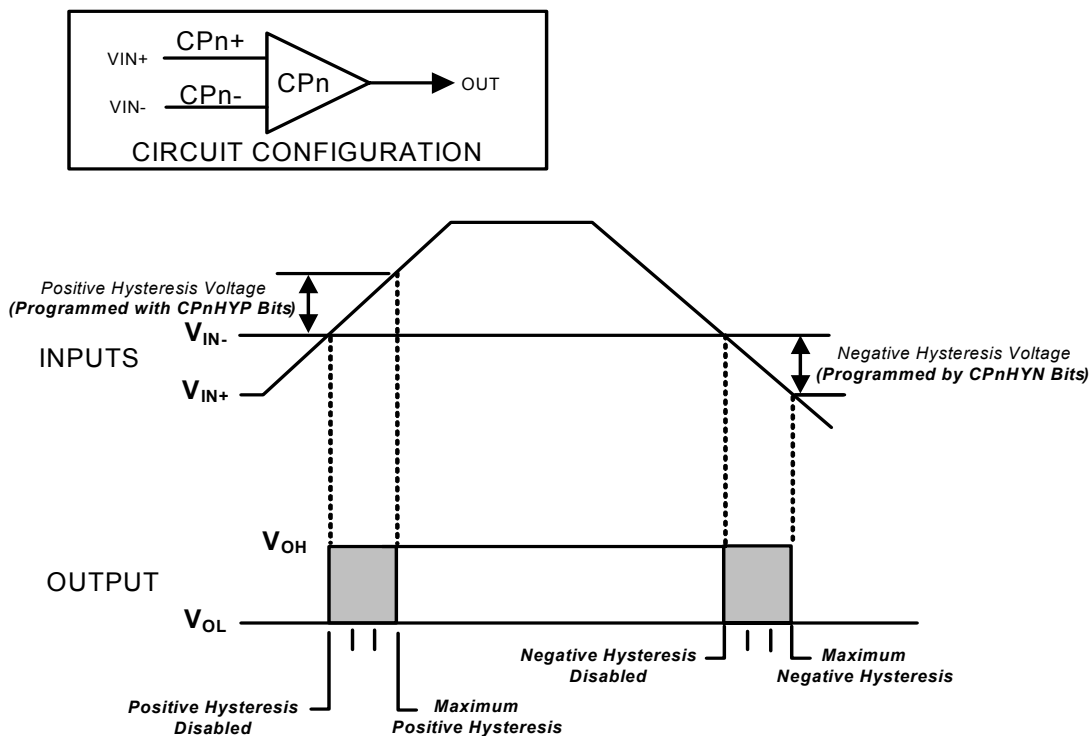 VIN+
CPn+
CPn
OUT
VIN-
CPn-
CIRCUIT CONFIGURATION
Positive Hysteresis Voltage
(Programmed with CPnHYP Bits)
VIN-
INPUTS
Negative Hysteresis Voltage
(Programmed by CPnHYN Bits)
VIN+
VOH
OUTPUT
VOL
Negative Hysteresis
Disabled
Maximum
Negative Hysteresis
Positive Hysteresis
Disabled
Maximum
Positive Hysteresis